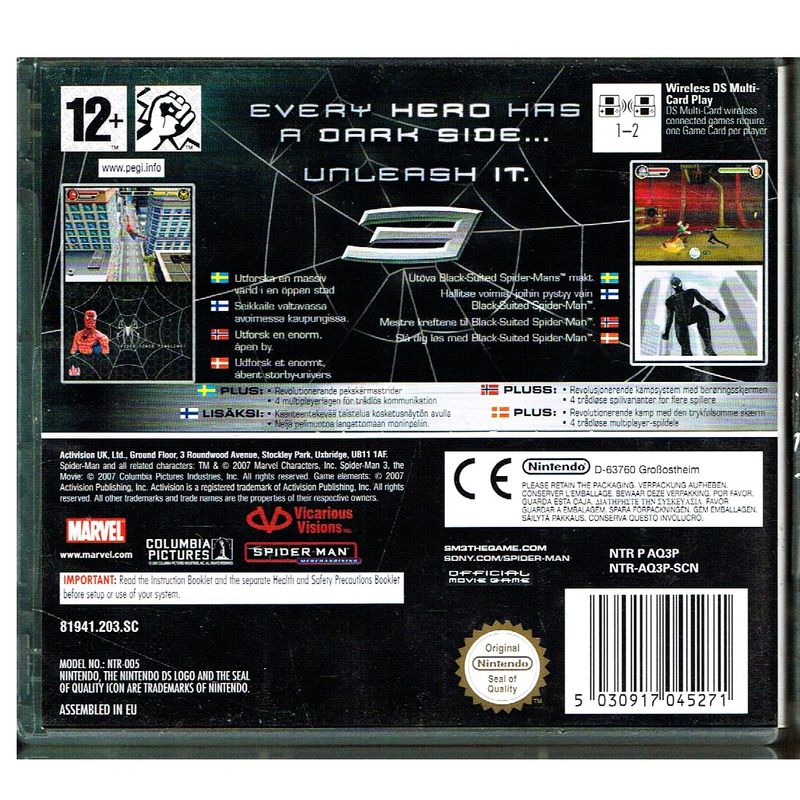 12+
www.pegi.info
EVERY HERO HAS
A DARK SIDE...
UNLEASH IT.
3
Wireless DS Multi-
Card Play
DS Multi-Card wireless
connected games require
one Game Card per player
1–2
Utforska en massiv
värld i en öppen stad
Seikkaile valtavassa
avoimessa kaupungissa.
Utforsk en enorm,
åpen by.
Udforsk et enormt,
åbent storby-univers
Utöva Black-Suited Spider-Mans™ makt.
Hallitse voimia, joihin pystyy vain
Black-Suited Spider-Man™.
Mestre kreftene til Black-Suited Spider-Man™.
Slå dig løs med Black-Suited Spider-Man™.
PLUS: • Revolutionerande pekskärmsstrider
• 4 multiplayerlägen för trådlös kommunikation
LISÄKSI: • Käänteentekevää taistelua kosketusnäytön avulla
• Neljä pelimuotoa langattomaan moninpeliin.
PLUSS: • Revolusjonerende kampsystem med berøringsskjermen
• 4 trådløse spillvarianter for flere spillere
PLUS: • Revolutionerende kamp med den trykfølsomme skærm
• 4 trådløse multiplayer-spildele
Activision UK, Ltd., Ground Floor, 3 Roundwood Avenue, Stockley Park, Uxbridge, UB11 1AF.
Spider-Man and all related characters: TM & © 2007 Marvel Characters, Inc. Spider-Man 3, the
Movie: © 2007 Columbia Pictures Industries, Inc. All rights reserved. Game elements: © 2007
Activision Publishing, Inc. Activision is a registered trademark of Activision Publishing, Inc. All rights
reserved. All other trademarks and trade names are the properties of their respective owners.
MARVEL
www.marvel.com
COLUMBIA
PICTURES
Vicarious
Visions INC.
SPIDER-MAN
MERCHANDISING
IMPORTANT: Read the Instruction Booklet and the separate Health and Safety Precautions Booklet
before setup or use of your system.
81941.203.SC
MODEL NO.: NTR-005
NINTENDO, THE NINTENDO DS LOGO AND THE SEAL
OF QUALITY ICON ARE TRADEMARKS OF NINTENDO.
ASSEMBLED IN EU
CE
Nintendo D-63760 Großostheim
PLEASE RETAIN THE PACKAGING. VERPACKUNG AUFHEBEN.
CONSERVER L'EMBALLAGE. BEWAAR DEZE VERPAKKING. POR FAVOR,
GUARDA ESTA CAJA. ΔΙΑΤΗΡΗΣΤΕ ΤΗΝ ΣΥΣΚΕΥΑΣΙΑ. FAVOR
GUARDAR A EMBALAGEM. SPARA FÖRPACKNINGEN. GEM EMBALLAGEN.
SÄILYTÄ PAKKAUS. CONSERVA QUESTO INVOLUCRO.
SM3THEGAME.COM
SONY.COM/SPIDER-MAN
OFFICIAL
MOVIE GAME
NTR P AQ3P
NTR-AQ3P-SCN
Original
Nintendo
Seal of
Quality
TM
5 030917 045271